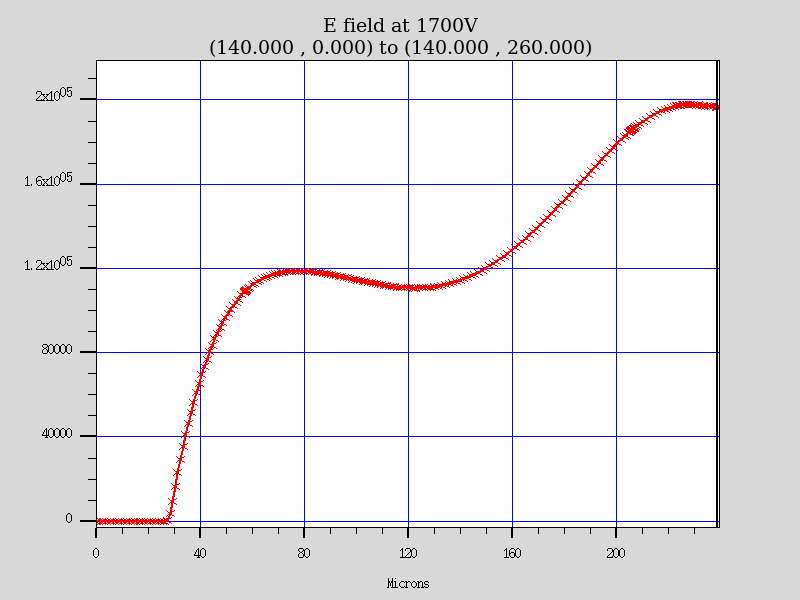 E field at 1700V
(140.000 , 0.000) to (140.000 , 260.000)
2x10^05
1.6x10^05
1.2x10^05
80000
40000
0
0 40 80 120 160 200
Microns